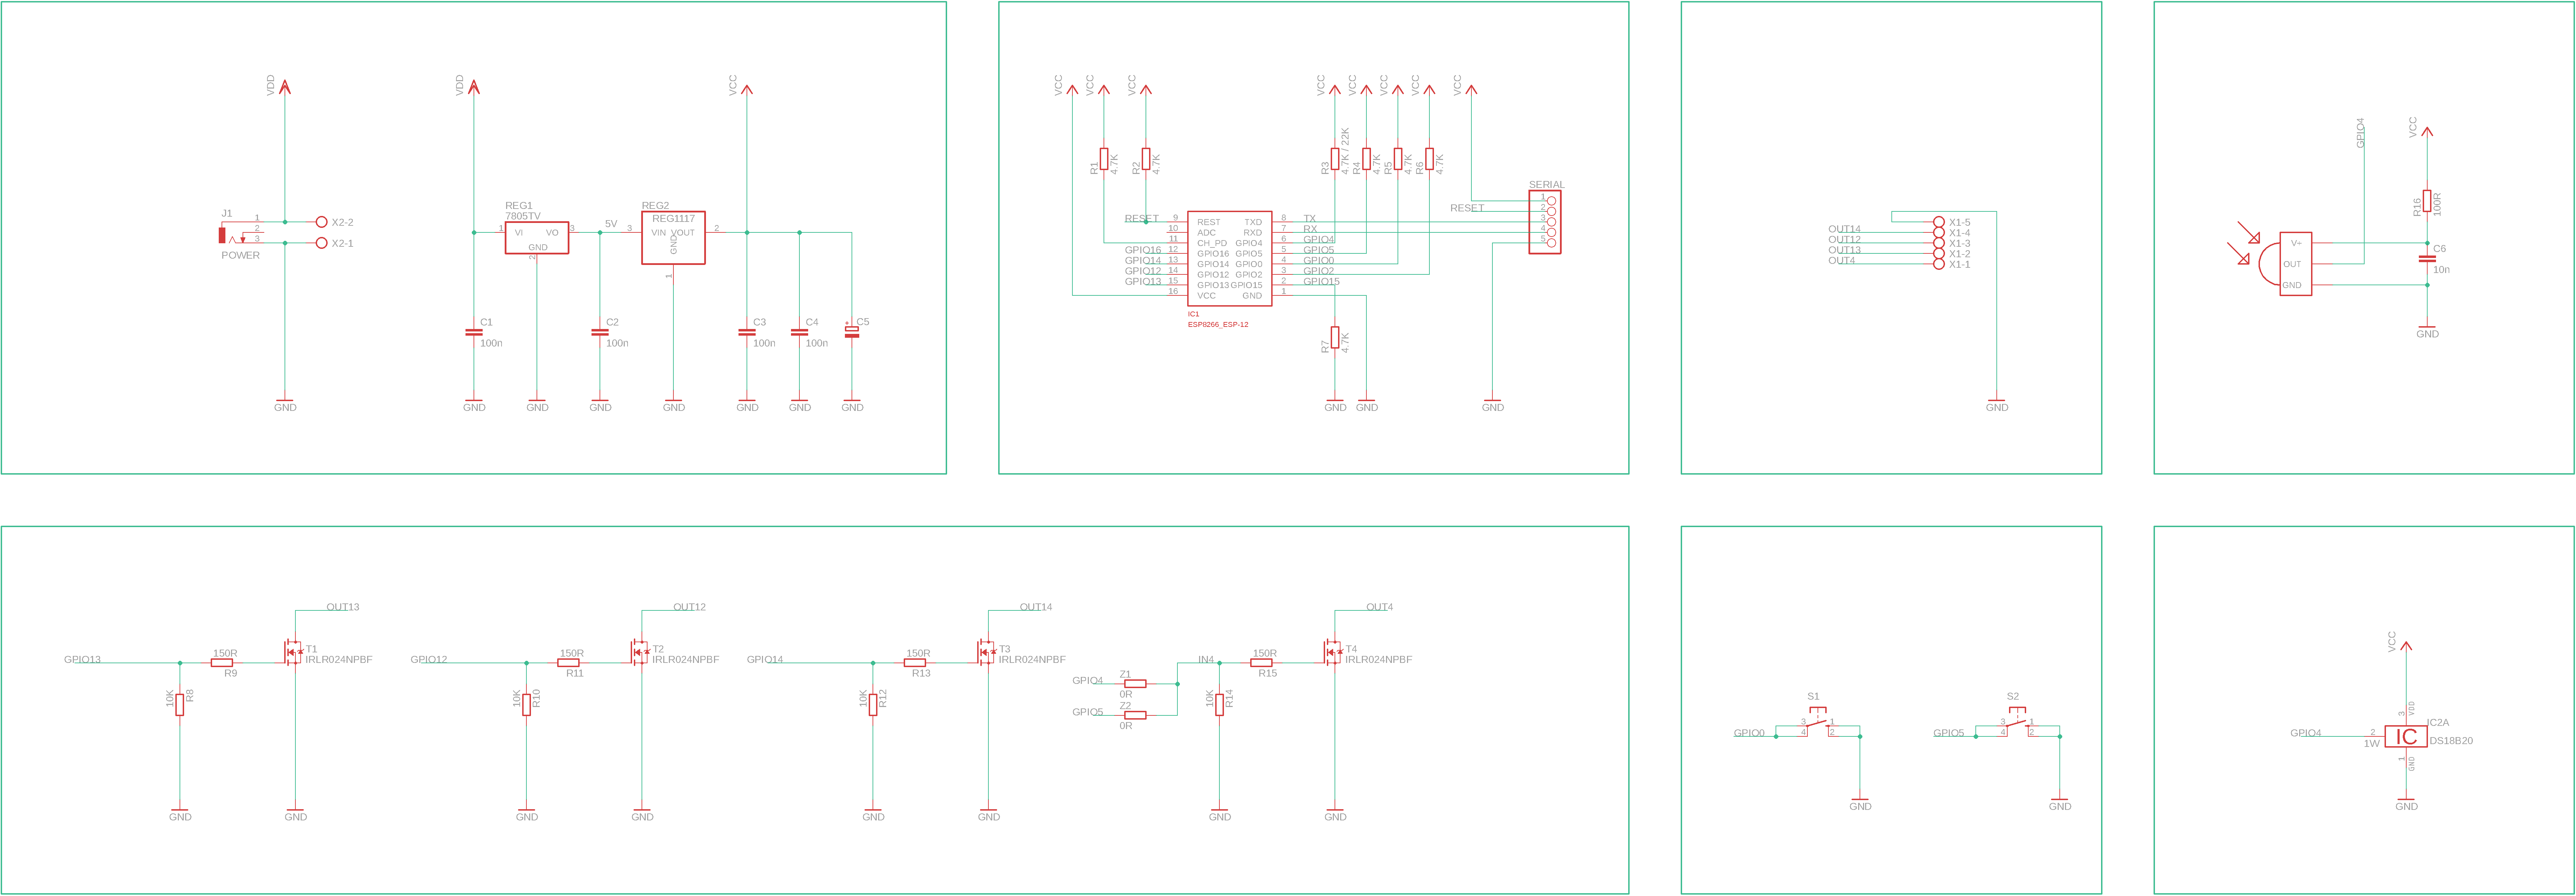 VDD
J1
1
2
3
POWER
X2-2
X2-1
GND
VDD
REG1
7805TV
1
VI
VO
3
GND
2
5V
REG2
REG1117
3
VIN
VOUT
2
GND
1
VCC
C1
100n
C2
100n
C3
100n
C4
100n
+
C5
GND
GND
GND
GND
GND
GND
GND
VCC
VCC
VCC
R1
4.7K
R2
4.7K
VCC
VCC
VCC
VCC
VCC
R3
4.7K / 22K
R4
4.7K
R5
4.7K
R6
4.7K
RESET
GPIO16
GPIO14
GPIO12
GPIO13
9
10
11
12
13
14
15
16
REST
ADC
CH_PD
GPIO16
GPIO14
GPIO12
GPIO13
VCC
TXD
RXD
GPIO4
GPIO5
GPIO0
GPIO2
GPIO15
GND
8
7
6
5
4
3
2
1
TX
RX
GPIO4
GPIO5
GPIO0
GPIO2
GPIO15
IC1
ESP8266_ESP-12
R7
4.7K
GND
GND
SERIAL
RESET
1
2
3
4
5
GND
OUT14
OUT12
OUT13
OUT4
X1-5
X1-4
X1-3
X1-2
X1-1
GND
GPIO4
VCC
R16
100R
V+
OUT
GND
C6
10n
GND
GPIO13
150R
R9
10K
R8
OUT13
T1
IRLR024NPBF
GND
GND
GPIO12
150R
R11
10K
R10
OUT12
T2
IRLR024NPBF
GND
GND
GPIO14
150R
R13
10K
R12
OUT14
T3
IRLR024NPBF
GND
GND
GPIO4
GPIO5
Z1
0R
Z2
0R
IN4
150R
R15
10K
R14
OUT4
T4
IRLR024NPBF
GND
GND
S1
GPIO0
3
4
1
2
GND
S2
GPIO5
3
4
1
2
GND
VCC
3
VDD
IC2A
GPIO4
2
1W
IC
DS18B20
1
GND
GND